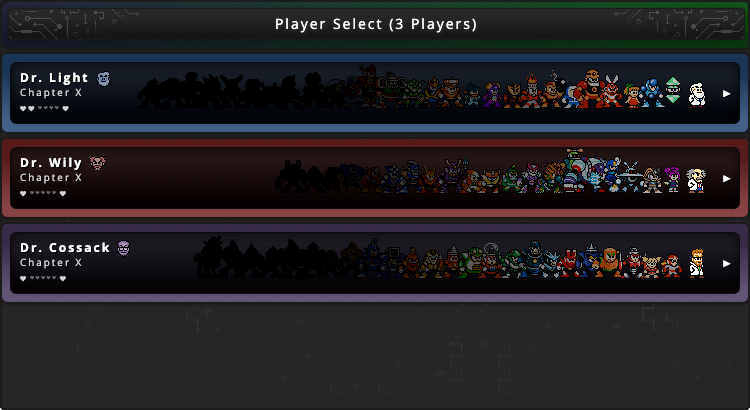 Player Select (3 Players)
Dr. Light
Chapter X
Dr. Wily
Chapter X
Dr. Cossack
Chapter X